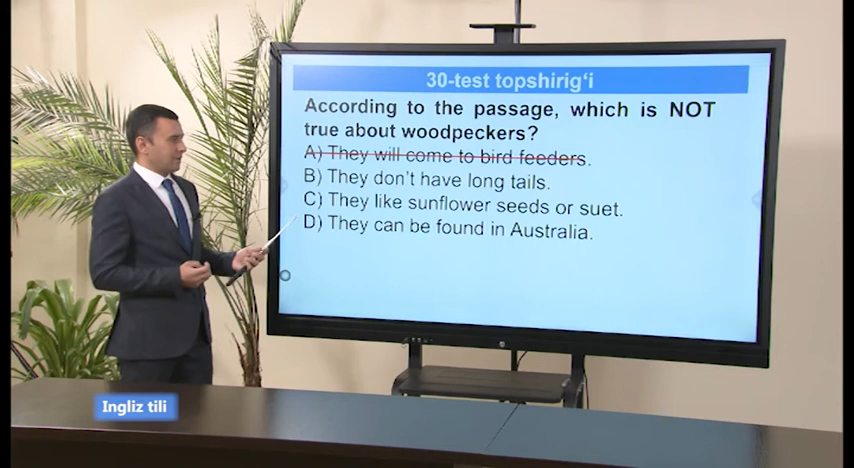 30-test topshirig‘i
According to the passage, which is NOT
true about woodpeckers?
A) They will come to bird feeders.
B) They don’t have long tails.
C) They like sunflower seeds or suet.
D) They can be found in Australia.
Ingliz tili